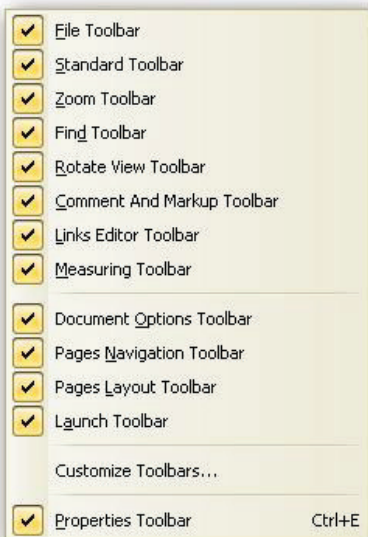 File Toolbar
Standard Toolbar
Zoom Toolbar
Find Toolbar
Rotate View Toolbar
Comment And Markup Toolbar
Links Editor Toolbar
Measuring Toolbar
Document Options Toolbar
Pages Navigation Toolbar
Pages Layout Toolbar
Launch Toolbar
Customize Toolbars...
Properties Toolbar Ctrl+E